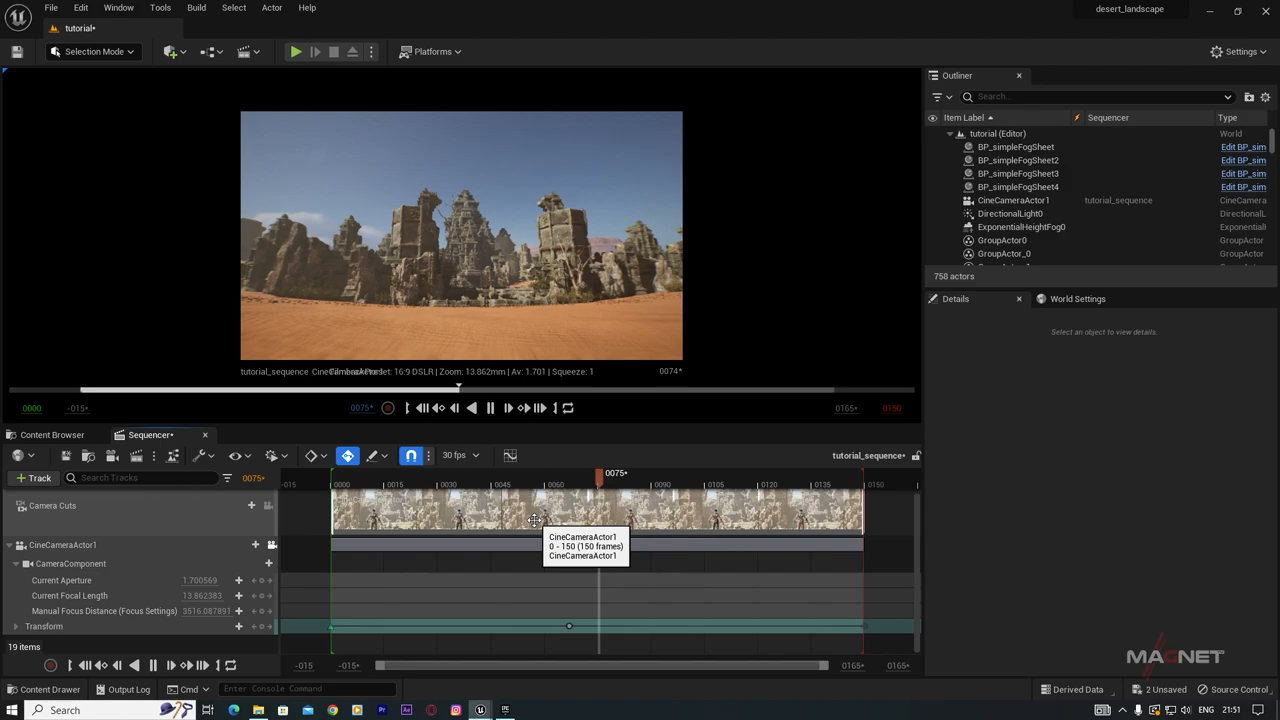 File Edit Window Tools Build Select Actor Help
desert_landscape
tutorial*
Selection Mode
Platforms
Settings
Outliner
Search...
Item Label Sequencer Type
tutorial (Editor) World
BP_simpleFogSheet Edit BP_sim
BP_simpleFogSheet2 Edit BP_sim
BP_simpleFogSheet3 Edit BP_sim
BP_simpleFogSheet4 Edit BP_sim
CineCameraActor1 tutorial_sequence CineCamera
DirectionalLight0 DirectionalL
ExponentialHeightFog0 Exponential
GroupActor0 GroupActor
GroupActor_0 GroupActor
758 actors
Details World Settings
Select an object to view details.
tutorial_sequence Preset: 16:9 DSLR | Zoom: 13.862mm | Av: 1.701 | Squeeze: 1 0074*
0000 -015* 0075* 0165* 0150
Content Browser Sequencer*
30 fps tutorial_sequence*
Track Search Tracks 0075* 0075*
-015 0000 0015 0030 0045 0060 0090 0105 0120 0135 0150
Camera Cuts
CineCameraActor1
0 - 150 (150 frames)
CineCameraActor1
CineCameraActor1
CameraComponent
Current Aperture 1.700569
Current Focal Length 13.862383
Manual Focus Distance (Focus Settings) 3516.087891
Transform
19 items
-015 -015* 0165* 0165*
MAGNET
Content Drawer Output Log Cmd Enter Console Command Derived Data 2 Unsaved Source Control
Search ENG 21:51